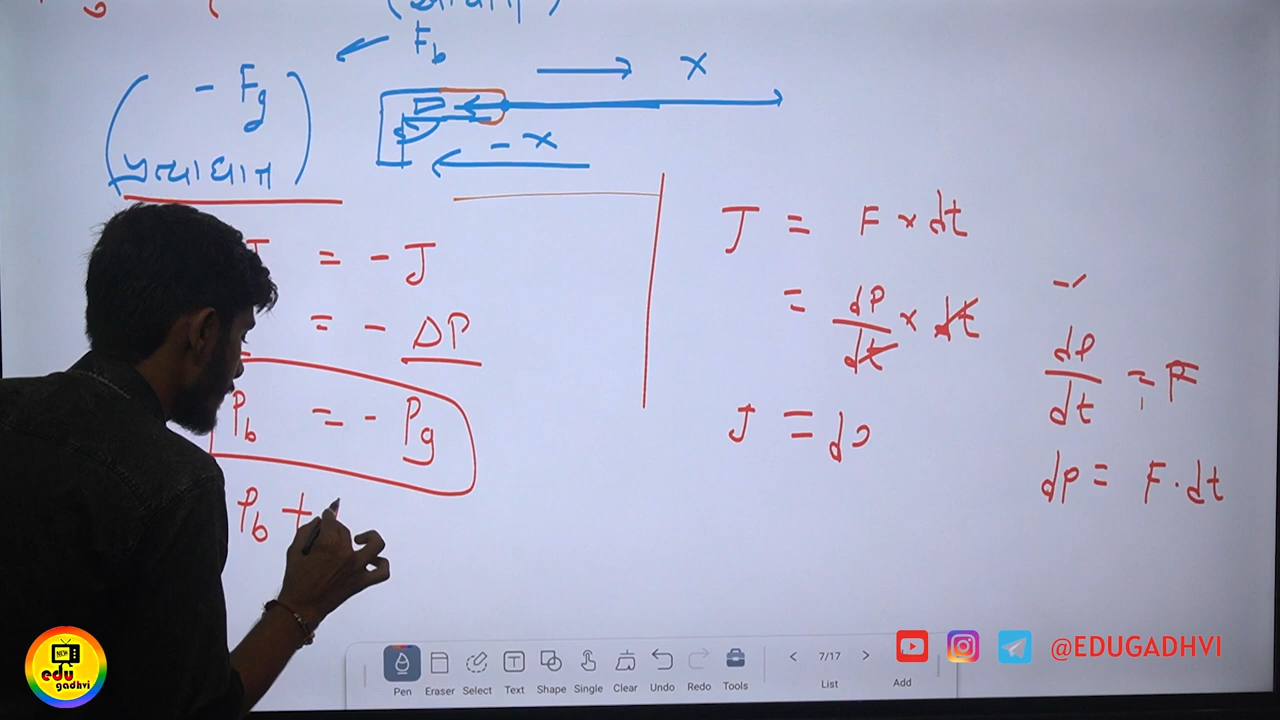 F_b
- F_g
પ્રત્યાઘાત
x
- x
= - J
= - ΔP
P_b = - P_g
P_b +
J = F × dt
= dP/dt × dt
J = dP
dp/dt = F
dp = F · dt
Pen
Eraser
Select
Text
Shape
Single
Clear
Undo
Redo
Tools
< 7/17 >
List
Add
@EDUGADHVI
NEW
edu
gadhvi